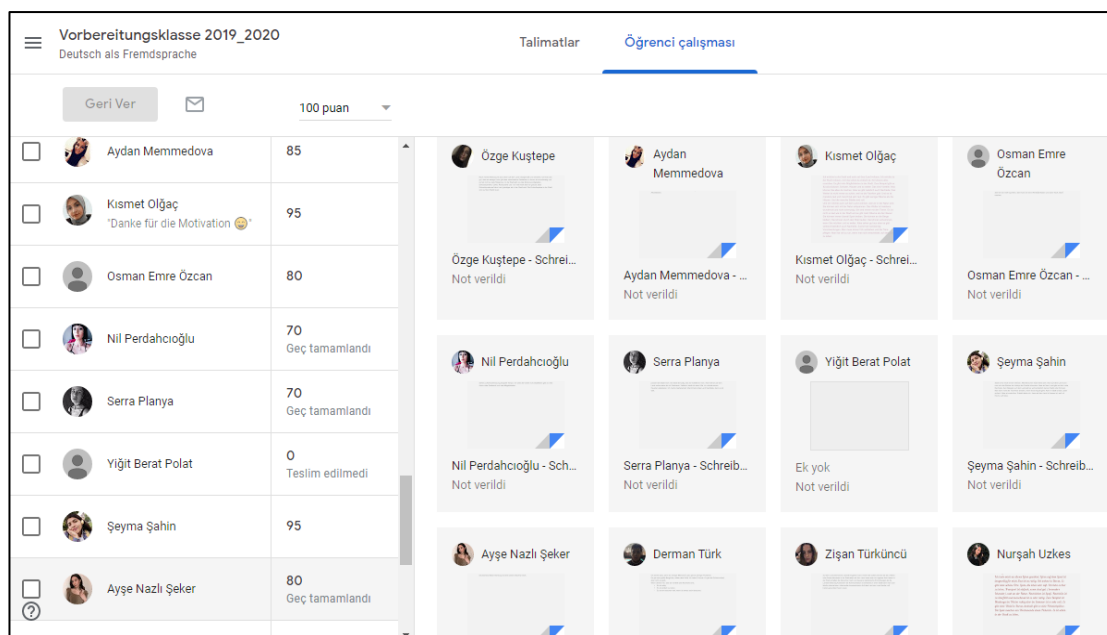 Vorbereitungsklasse 2019_2020
Deutsch als Fremdsprache
Talimatlar
Öğrenci çalışması
Geri Ver
100 puan
Aydan Memmedova 85
Kısmet Olğaç
"Danke für die Motivation 😊"
95
Osman Emre Özcan 80
Nil Perdahcıoğlu 70
Geç tamamlandı
Serra Planya 70
Geç tamamlandı
Yiğit Berat Polat 0
Teslim edilmedi
Şeyma Şahin 95
Ayşe Nazlı Şeker 80
Geç tamamlandı
Özge Kuştepe
Özge Kuştepe - Schrei...
Not verildi
Aydan
Memmedova
Aydan Memmedova - ...
Not verildi
Kısmet Olğaç
Kısmet Olğaç - Schrei...
Not verildi
Osman Emre
Özcan
Osman Emre Özcan - ...
Not verildi
Nil Perdahcıoğlu
Nil Perdahcıoğlu - Sch...
Not verildi
Serra Planya
Serra Planya - Schreib...
Not verildi
Yiğit Berat Polat
Ek yok
Not verildi
Şeyma Şahin
Şeyma Şahin - Schreib...
Not verildi
Ayşe Nazlı Şeker
Derman Türk
Zişan Türküncü
Nurşah Uzkes